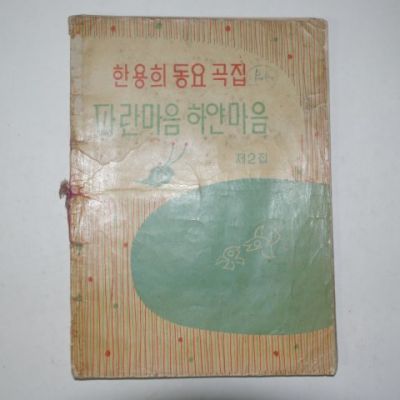 한용희 동요 곡집
파란마음 하얀마음
제2집